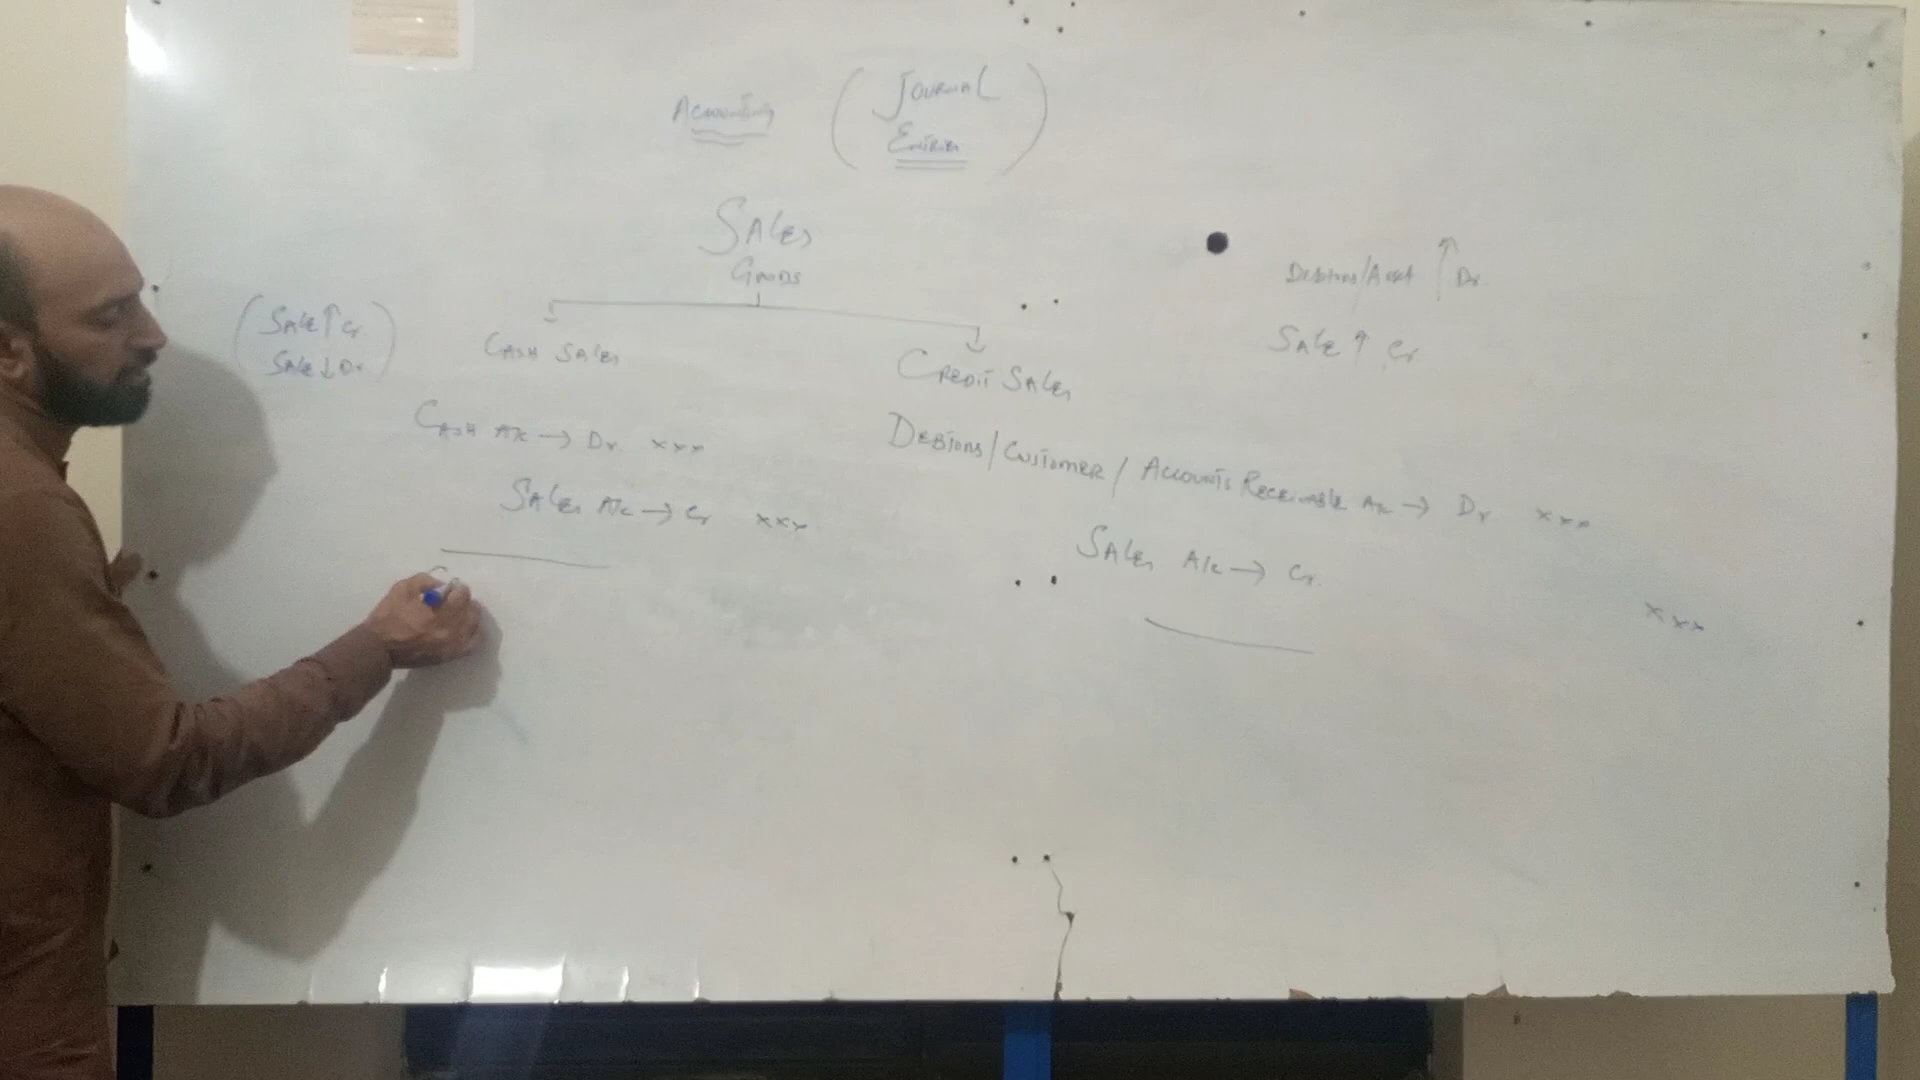 Accounting (JOURNAL
Entries)
SALES
GOODS
(SALE ↑ Cr.
SALE ↓ Dr)
CASH SALES
CREDIT SALES
Debtors/Asset ↑ Dr.
SALE ↑ Cr
CASH A/c → Dr. xxx
SALES A/c → Cr xxx
DEBTORS/CUSTOMER/ACCOUNTS RECEIVABLE A/c → Dr xxx
SALES A/c → Cr. xxx